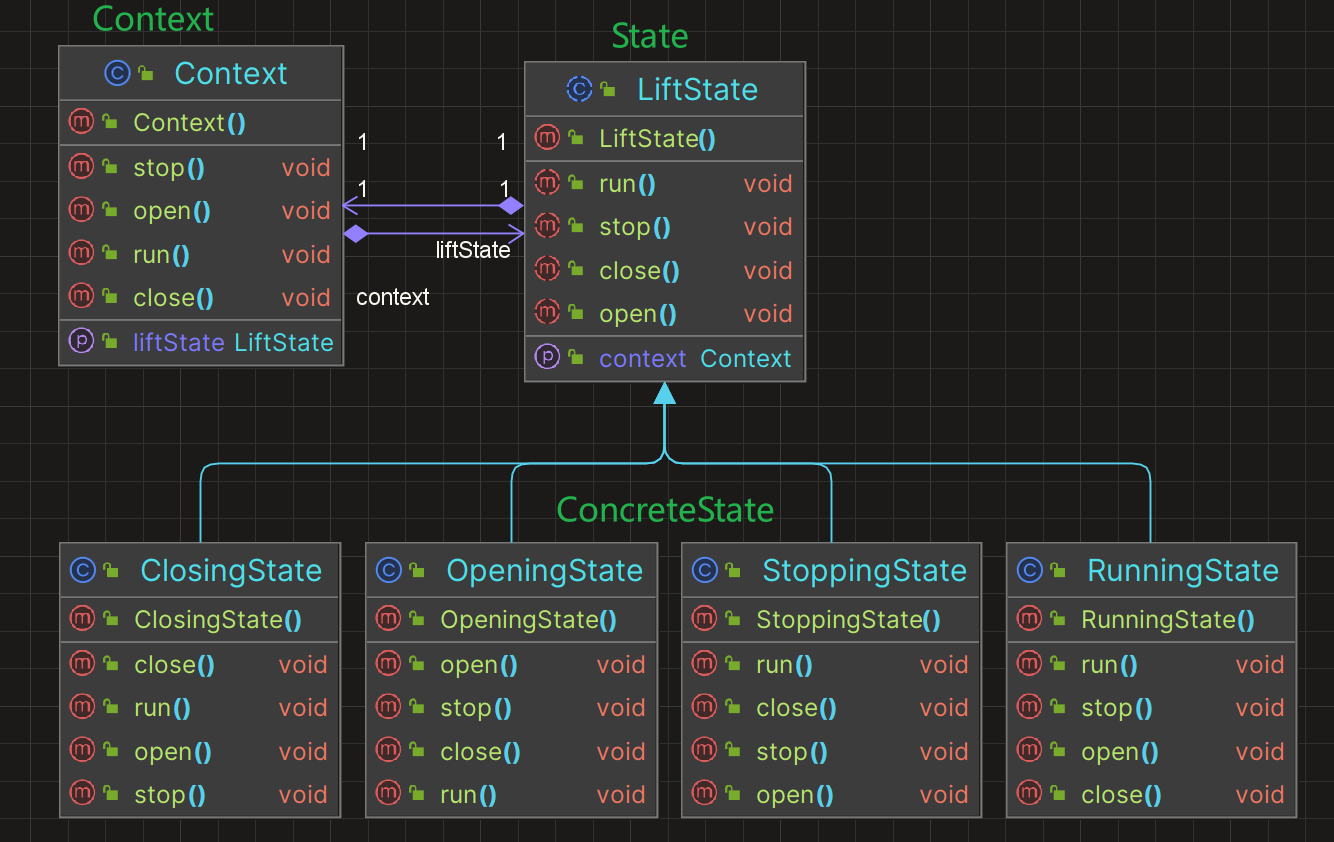 Context
Context
Context()
stop() void
open() void
run() void
close() void
liftState LiftState
1 1
1 1
liftState
context
State
LiftState
LiftState()
run() void
stop() void
close() void
open() void
context Context
ConcreteState
ClosingState
ClosingState()
close() void
run() void
open() void
stop() void
OpeningState
OpeningState()
open() void
stop() void
close() void
run() void
StoppingState
StoppingState()
run() void
close() void
stop() void
open() void
RunningState
RunningState()
run() void
stop() void
open() void
close() void